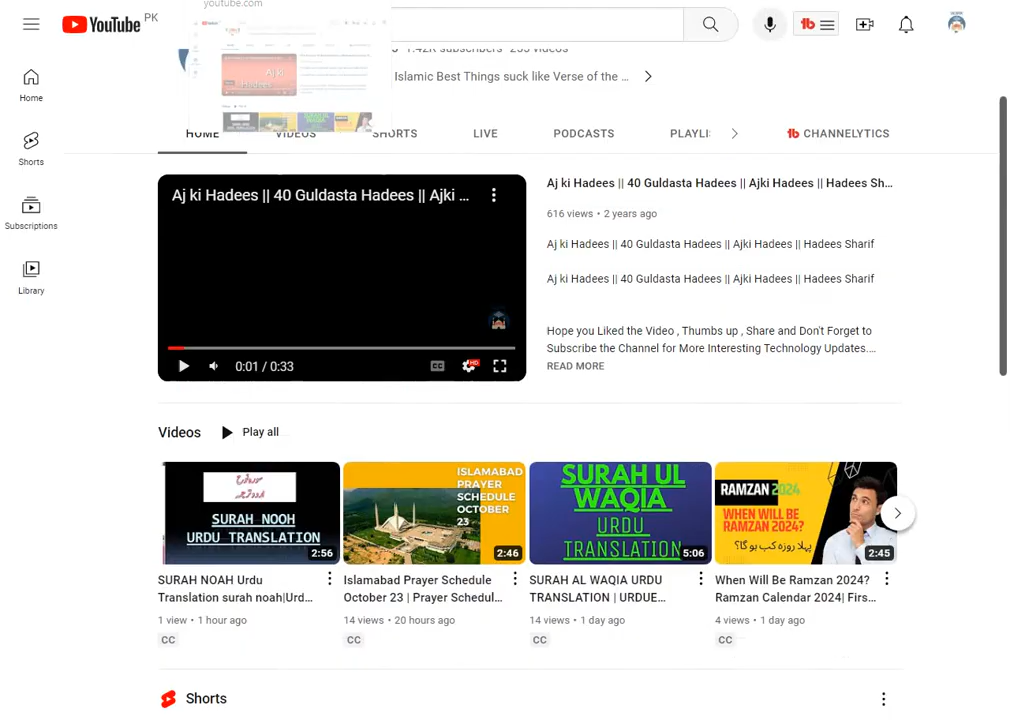 YouTube PK
youtube.com
1.42K subscribers 255 videos
Islamic Best Things suck like Verse of the ...
HOME
VIDEOS
SHORTS
LIVE
PODCASTS
PLAYLI
CHANNELYTICS
Home
Shorts
Subscriptions
Library
Aj ki Hadees || 40 Guldasta Hadees || Ajki ...
0:01 / 0:33
CC
HD
Aj ki Hadees || 40 Guldasta Hadees || Ajki Hadees || Hadees Sh...
616 views • 2 years ago
Aj ki Hadees || 40 Guldasta Hadees || Ajki Hadees || Hadees Sharif
Aj ki Hadees || 40 Guldasta Hadees || Ajki Hadees || Hadees Sharif
Hope you Liked the Video , Thumbs up , Share and Don't Forget to
Subscribe the Channel for More Interesting Technology Updates....
READ MORE
Videos
Play all
SURAH NOOH
URDU TRANSLATION
2:56
SURAH NOAH Urdu
Translation surah noah|Urd...
1 view • 1 hour ago
CC
ISLAMABAD
PRAYER
SCHEDULE
OCTOBER
23
2:46
Islamabad Prayer Schedule
October 23 | Prayer Schedul...
14 views • 20 hours ago
CC
SURAH UL
WAQIA
URDU
TRANSLATION
5:06
SURAH AL WAQIA URDU
TRANSLATION | URDUE...
14 views • 1 day ago
CC
RAMZAN 2024
WHEN WILL BE
RAMZAN 2024?
پہلا روزہ کب ہو گا؟
2:45
When Will Be Ramzan 2024?
Ramzan Calendar 2024| Firs...
4 views • 1 day ago
CC
Shorts